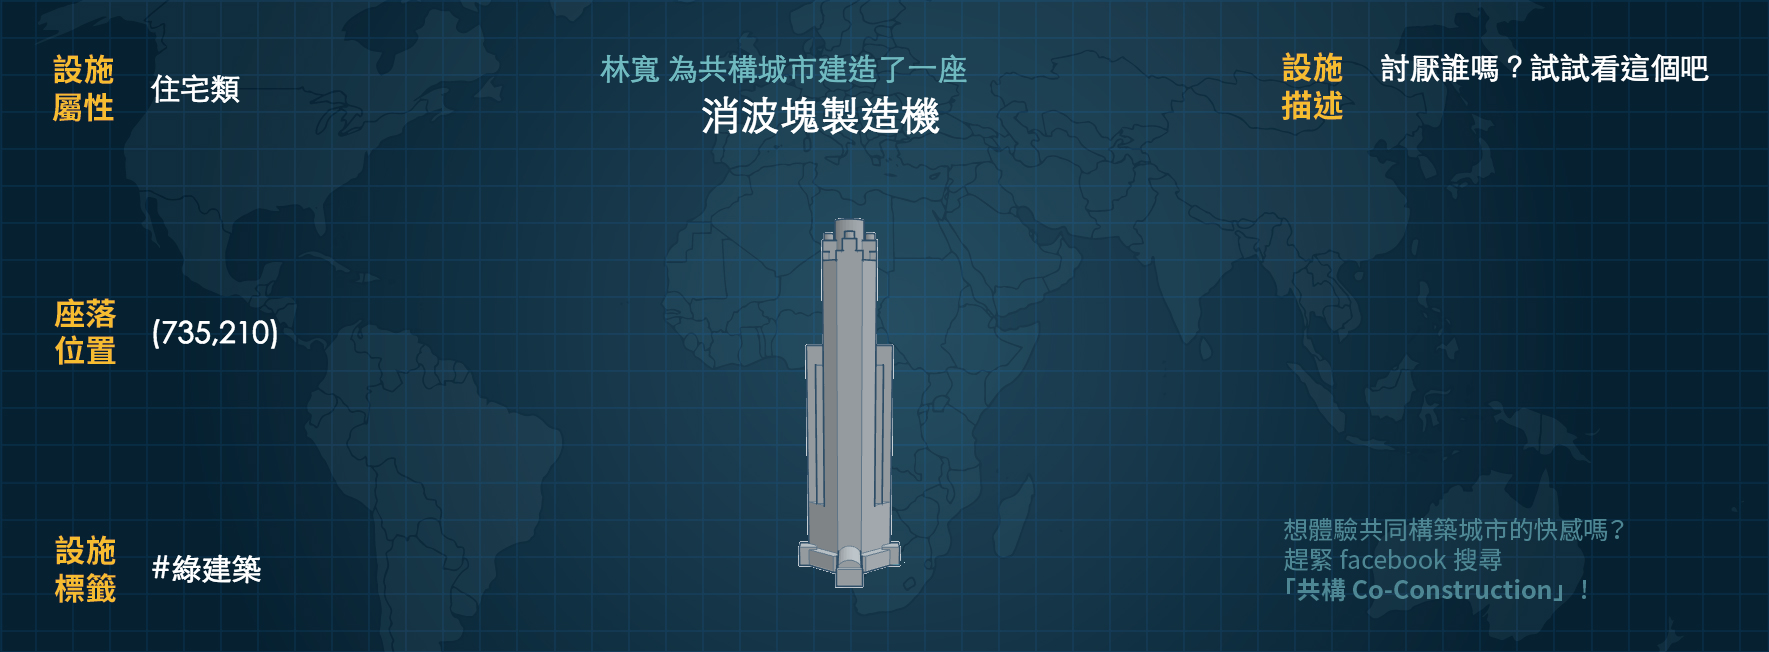 設施
屬性
住宅類
林寬 為共構城市建造了一座
消波塊製造機
設施
描述
討厭誰嗎？試試看這個吧
座落
位置
(735,210)
設施
標籤
#綠建築
想體驗共同構築城市的快感嗎？
趕緊 facebook 搜尋
「共構 Co-Construction」！